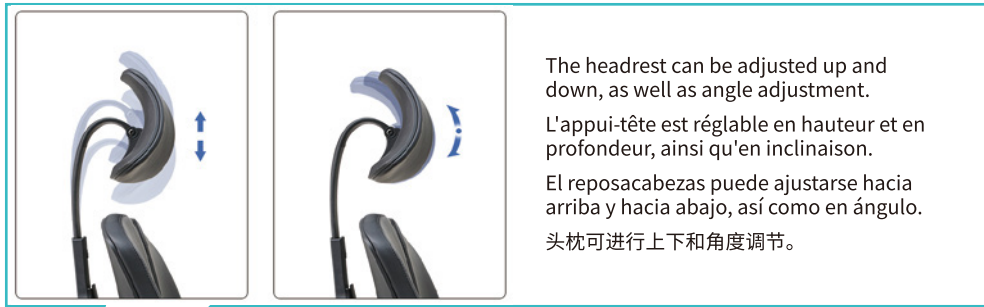 The headrest can be adjusted up and
down, as well as angle adjustment.
L'appui-tête est réglable en hauteur et en
profondeur, ainsi qu'en inclinaison.
El reposacabezas puede ajustarse hacia
arriba y hacia abajo, así como en ángulo.
头枕可进行上下和角度调节。